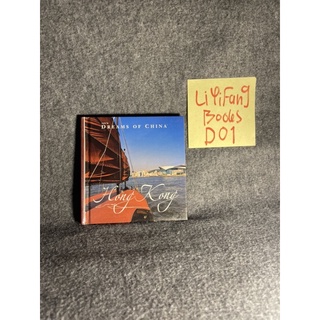 DREAMS OF CHINA
Hong Kong
LiYiFang
Books
D01